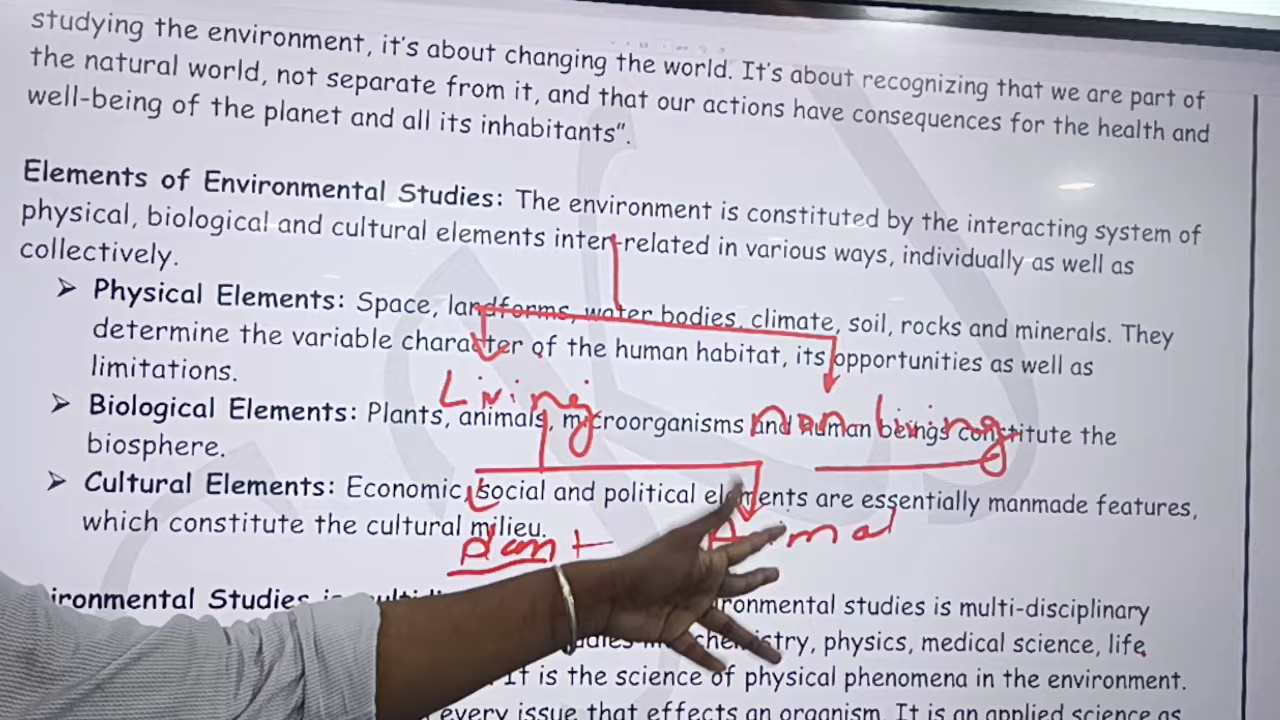 studying the environment, it's about changing the world. It's about recognizing that we are part of
the natural world, not separate from it, and that our actions have consequences for the health and
well-being of the planet and all its inhabitants".
Elements of Environmental Studies: The environment is constituted by the interacting system of
physical, biological and cultural elements inter-related in various ways, individually as well as
collectively.
➤ Physical Elements: Space, landforms, water bodies, climate, soil, rocks and minerals. They
determine the variable character of the human habitat, its opportunities as well as
limitations.
Living
non living
➤ Biological Elements: Plants, animals, microorganisms and human beings constitute the
biosphere.
➤ Cultural Elements: Economic, social and political elements are essentially manmade features,
which constitute the cultural milieu.
plant
Animal
ironmental Studies is
ronmental studies is multi-disciplinary
chemistry, physics, medical science, life
It is the science of physical phenomena in the environment.
every issue that effects an organism. It is an applied science as